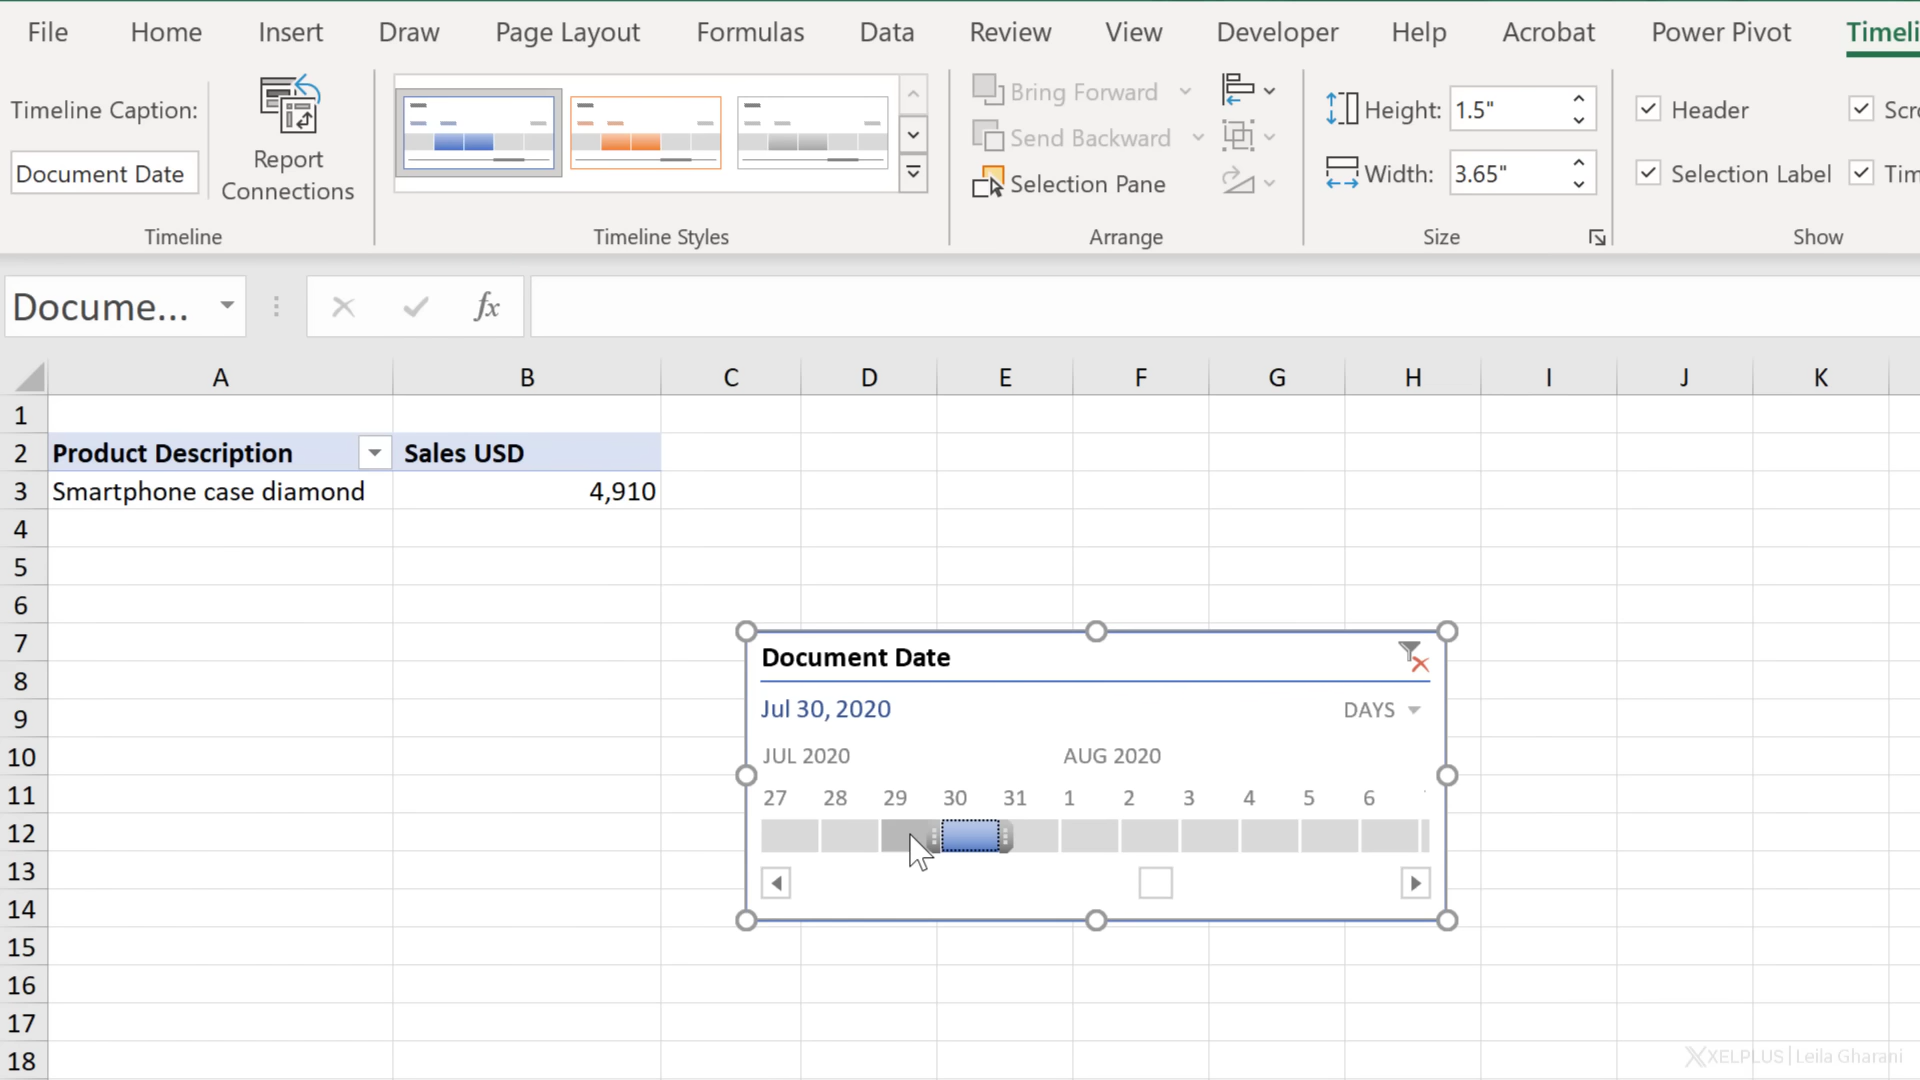 File Home Insert Draw Page Layout Formulas Data Review View Developer Help Acrobat Power Pivot Timeli
Timeline Caption:
Document Date
Report
Connections
Timeline
Timeline Styles
Bring Forward
Send Backward
Selection Pane
Arrange
Height: 1.5"
Width: 3.65"
Size
Header
Scro
Selection Label
Tim
Show
Docume...
fx
A B C D E F G H I J K
1
2 Product Description Sales USD
3 Smartphone case diamond 4,910
4
5
6
7
8
9
10
11
12
13
14
15
16
17
18
Document Date
Jul 30, 2020 DAYS
JUL 2020 AUG 2020
27 28 29 30 31 1 2 3 4 5 6
XELPLUS | Leila Gharani